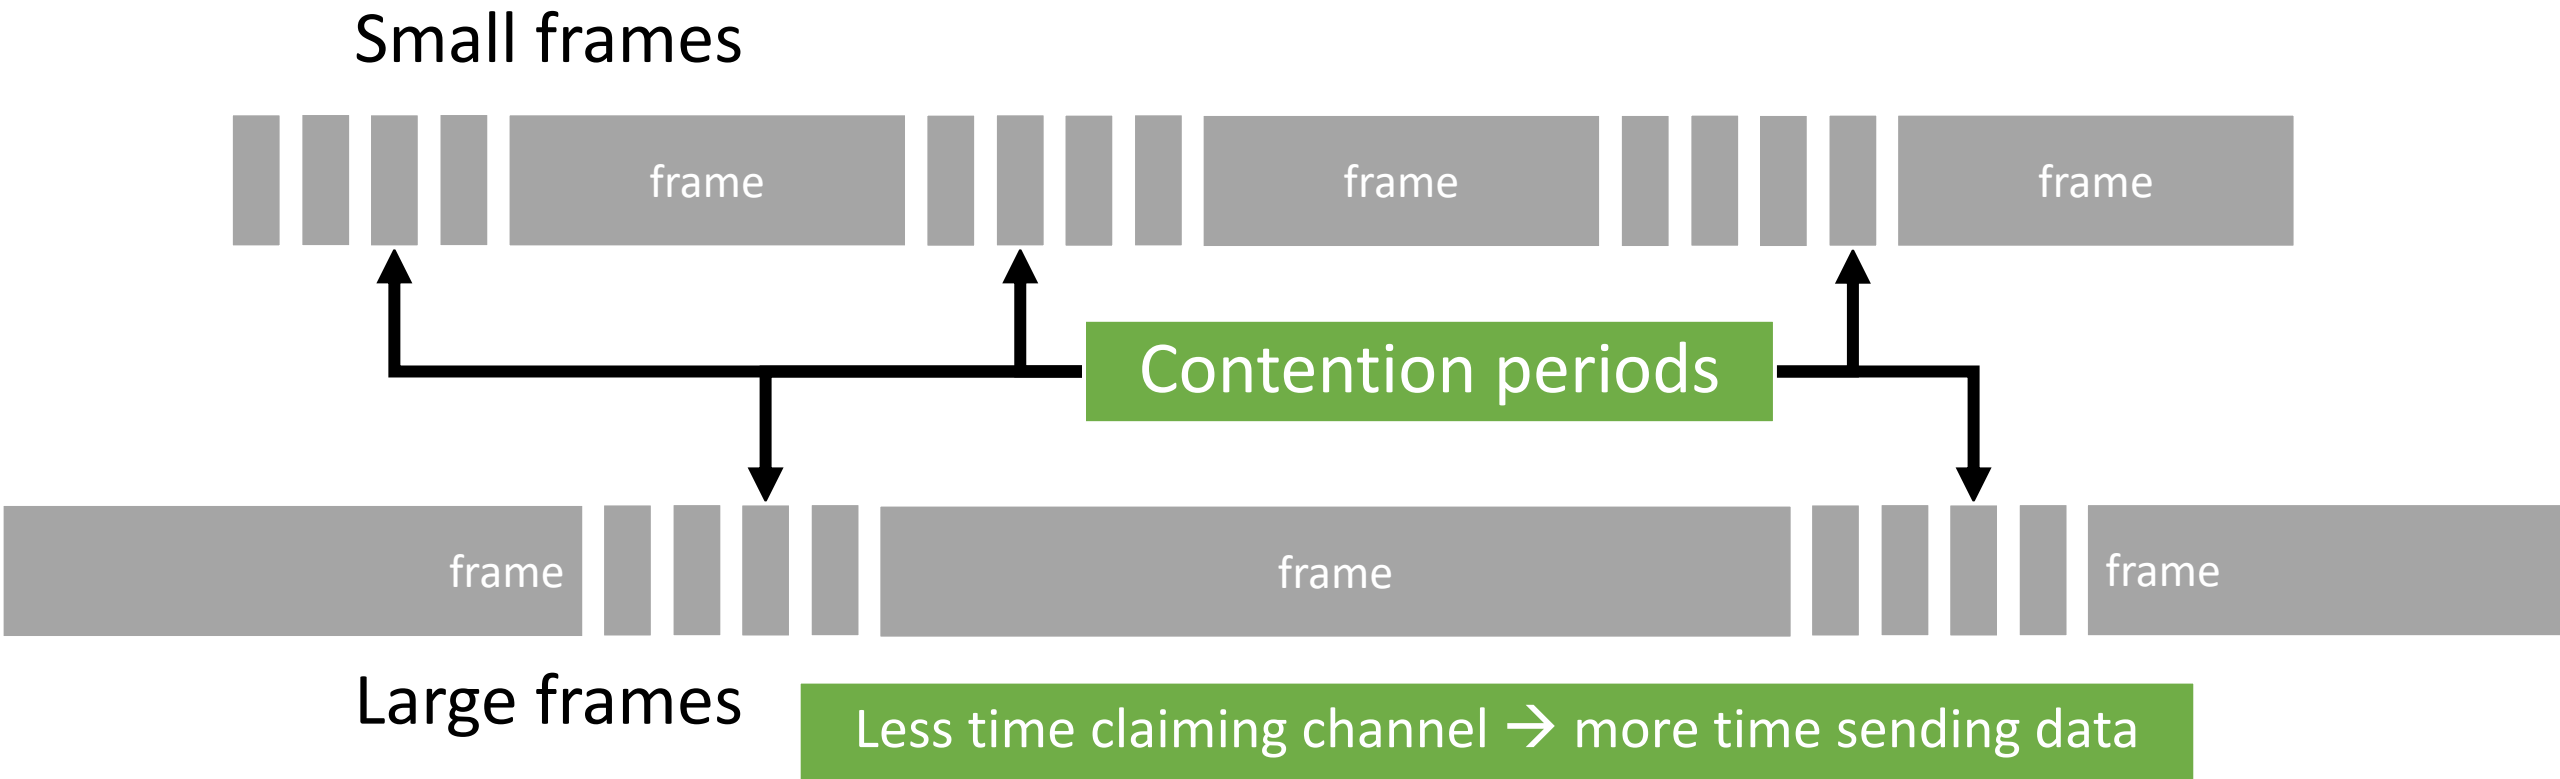 Small frames
frame
frame
frame
Contention periods
frame
frame
frame
Large frames
Less time claiming channel → more time sending data